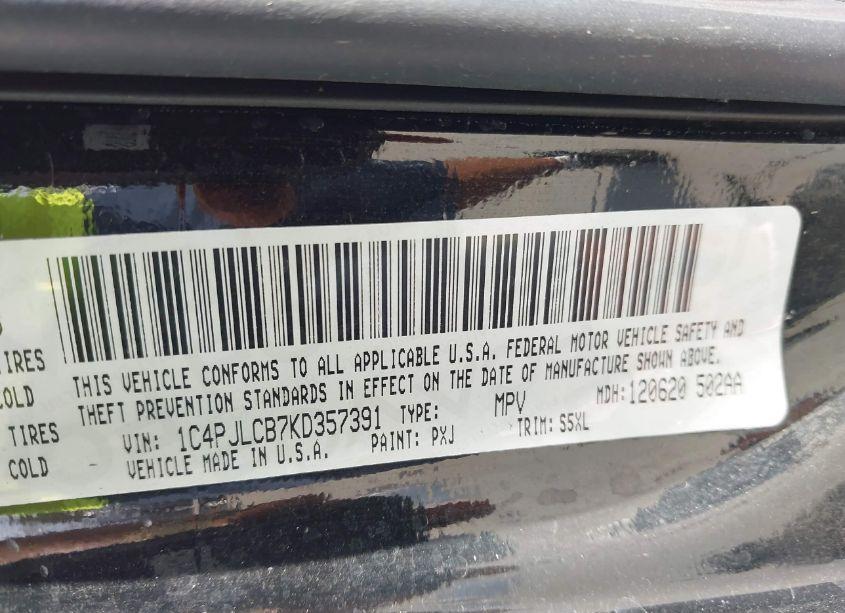 TIRES
COLD
TIRES
COLD
THIS VEHICLE CONFORMS TO ALL APPLICABLE U.S.A. FEDERAL MOTOR VEHICLE SAFETY AND
THEFT PREVENTION STANDARDS IN EFFECT ON THE DATE OF MANUFACTURE SHOWN ABOVE.
VIN: 1C4PJLCB7KD357391 TYPE: MPV MDH: 120620 502AA
VEHICLE MADE IN U.S.A. PAINT: PXJ TRIM: S5XL